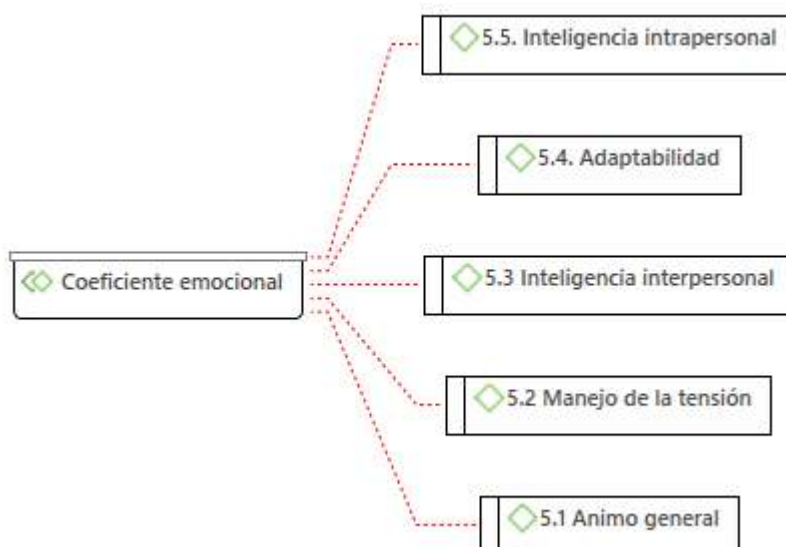 5.5. Inteligencia intrapersonal
5.4. Adaptabilidad
Coeficiente emocional
5.3 Inteligencia interpersonal
5.2 Manejo de la tensión
5.1 Animo general